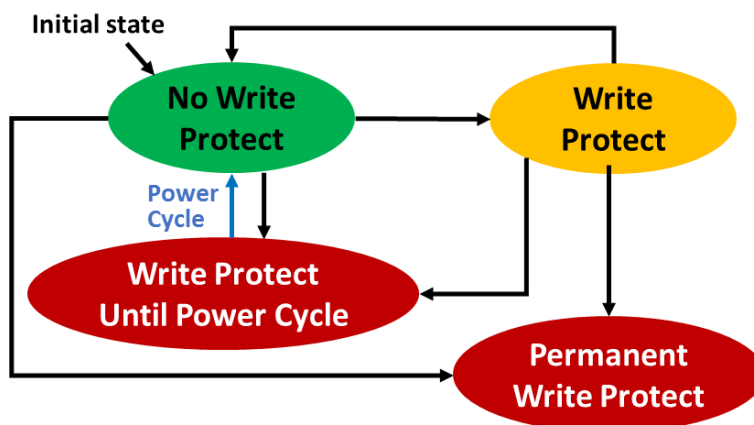 Initial state
No Write
Protect
Write
Protect
Power
Cycle
Write Protect
Until Power Cycle
Permanent
Write Protect